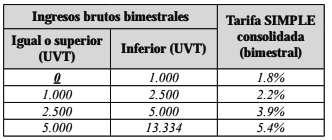 Ingresos brutos bimestrales
Tarifa SIMPLE
consolidada
(bimestral)
Igual o superior
(UVT)
Inferior (UVT)
0 1.000 1.8%
1.000 2.500 2.2%
2.500 5.000 3.9%
5.000 13.334 5.4%